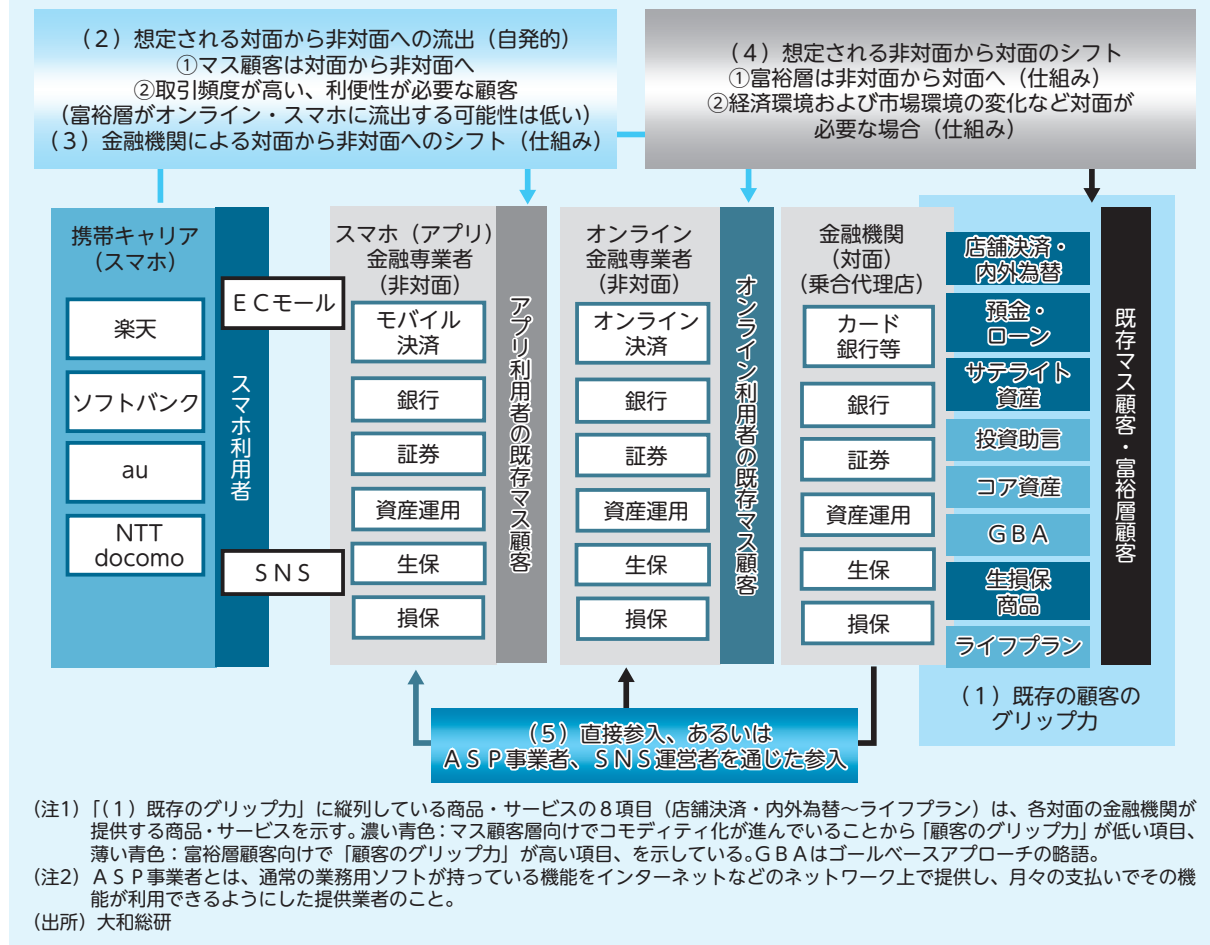 (2)想定される対面から非対面への流出(自発的)
①マス顧客は対面から非対面へ
②取引頻度が高い、利便性が必要な顧客
(富裕層がオンライン・スマホに流出する可能性は低い)
(3)金融機関による対面から非対面へのシフト(仕組み)
(4)想定される非対面から対面のシフト
①富裕層は非対面から対面へ(仕組み)
②経済環境および市場環境の変化など対面が
必要な場合(仕組み)
携帯キャリア
(スマホ)
楽天
ソフトバンク
au
NTT
docomo
スマホ利用者
ECモール
SNS
スマホ(アプリ)
金融専業者
(非対面)
モバイル
決済
銀行
証券
資産運用
生保
損保
アプリ利用者の既存マス顧客
オンライン
金融専業者
(非対面)
オンライン
決済
銀行
証券
資産運用
生保
損保
オンライン利用者の既存マス顧客
金融機関
(対面)
(乗合代理店)
カード
銀行等
銀行
証券
資産運用
生保
損保
店舗決済・
内外為替
預金・
ローン
サテライト
資産
投資助言
コア資産
GBA
生損保
商品
ライフプラン
既存マス顧客・富裕層顧客
(1)既存の顧客の
グリップ力
(5)直接参入、あるいは
ASP事業者、SNS運営者を通じた参入
(注1)「(1)既存のグリップ力」に縦列している商品・サービスの8項目(店舗決済・内外為替~ライフプラン)は、各対面の金融機関が
提供する商品・サービスを示す。濃い青色:マス顧客層向けでコモディティ化が進んでいることから「顧客のグリップ力」が低い項目、
薄い青色:富裕層顧客向けで「顧客のグリップ力」が高い項目、を示している。GBAはゴールベースアプローチの略語。
(注2)ASP事業者とは、通常の業務用ソフトが持っている機能をインターネットなどのネットワーク上で提供し、月々の支払いでその機
能が利用できるようにした提供業者のこと。
(出所)大和総研